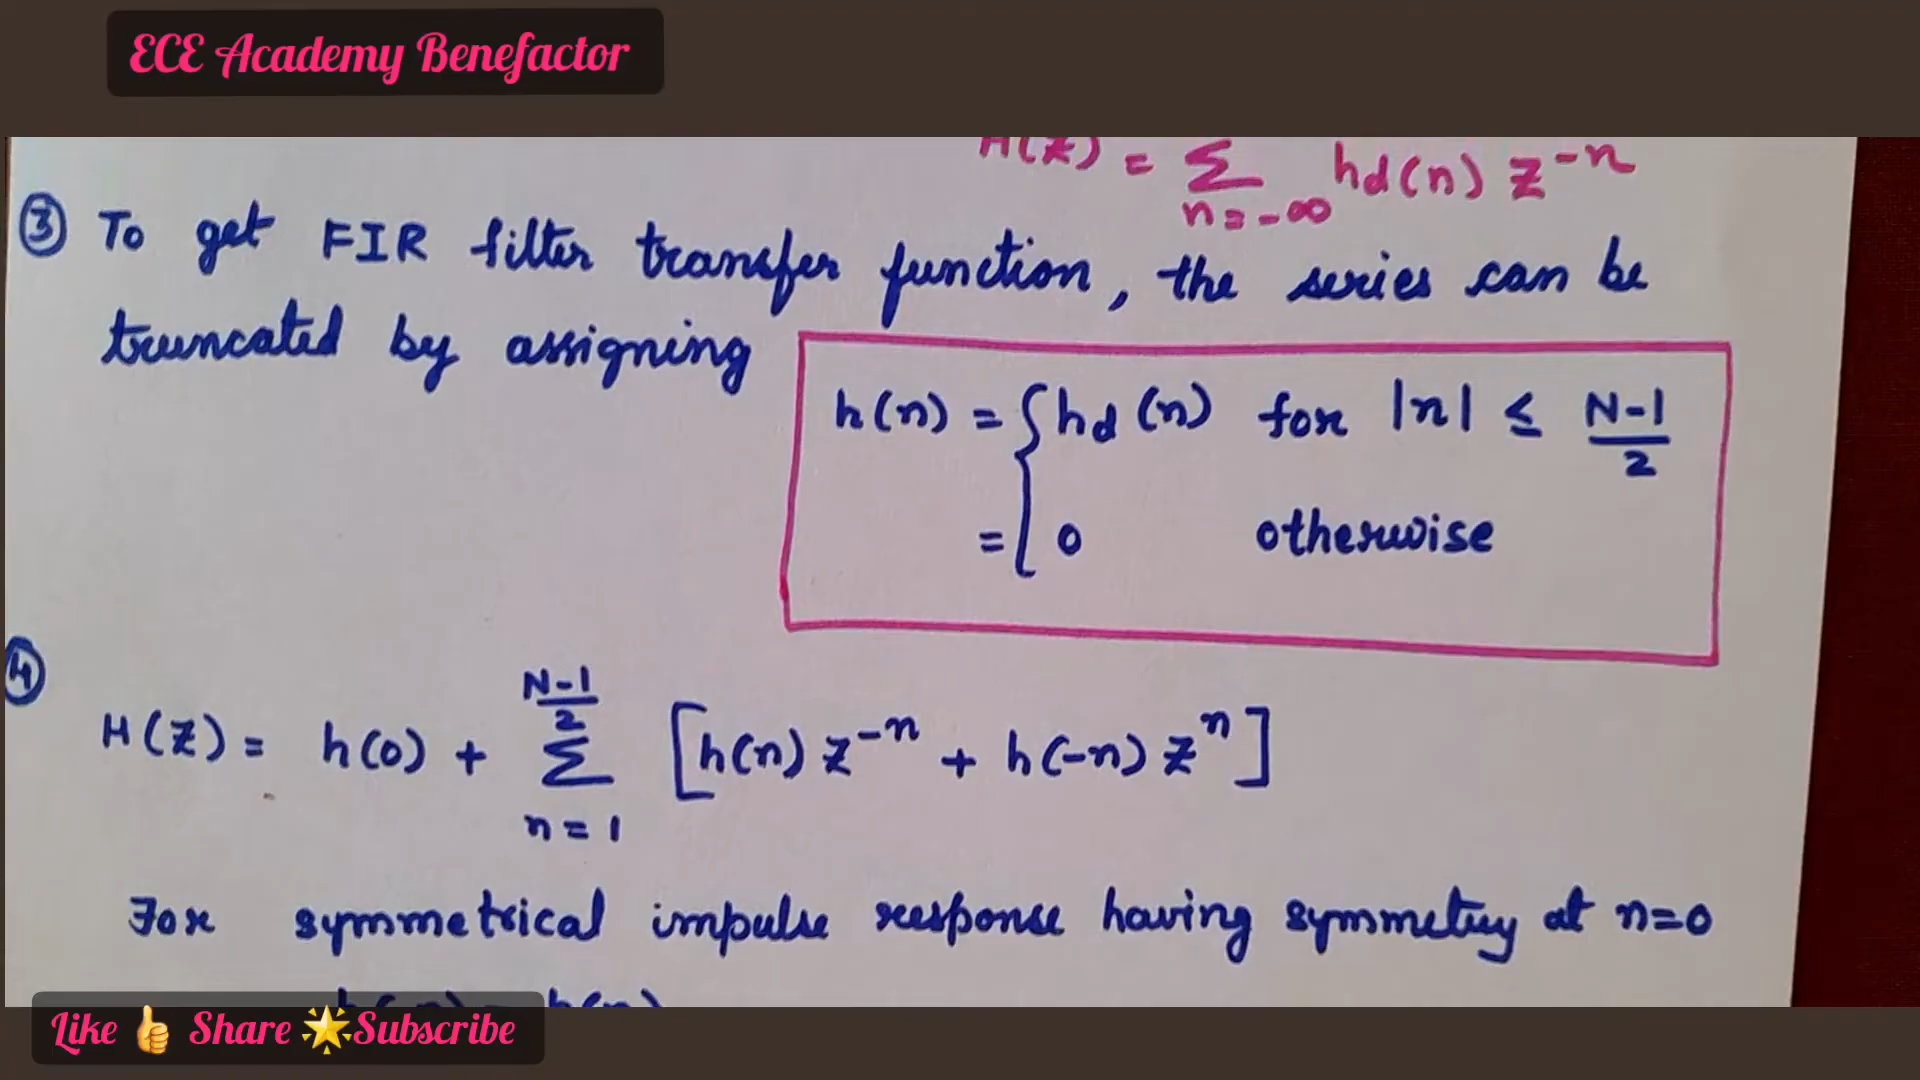 ECE Academy Benefactor
H(z) = Σ hd(n) z^-n
n=-∞
③ To get FIR filter transfer function, the series can be
truncated by assigning
h(n) = { hd(n) for |n| ≤ N-1/2
= { 0 otherwise
④
H(z) = h(0) + Σ_{n=1}^{N-1/2} [h(n) z^-n + h(-n) z^n]
For symmetrical impulse response having symmetry at n=0
Like 👍 Share 🌟Subscribe